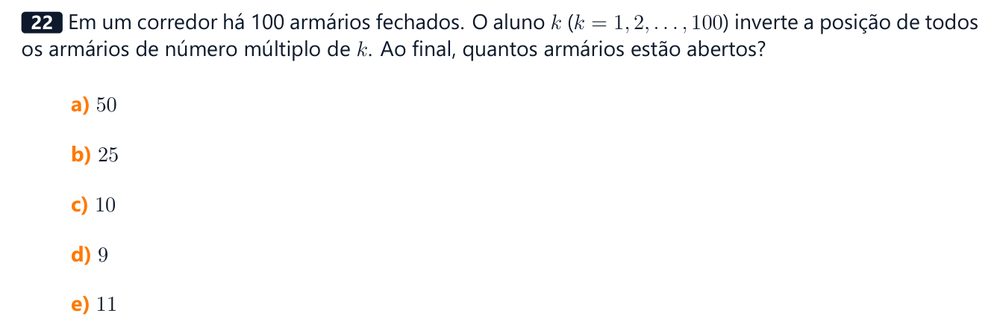 22 Em um corredor há 100 armários fechados. O aluno k (k = 1, 2, . . . , 100) inverte a posição de todos
os armários de número múltiplo de k. Ao final, quantos armários estão abertos?
a) 50
b) 25
c) 10
d) 9
e) 11